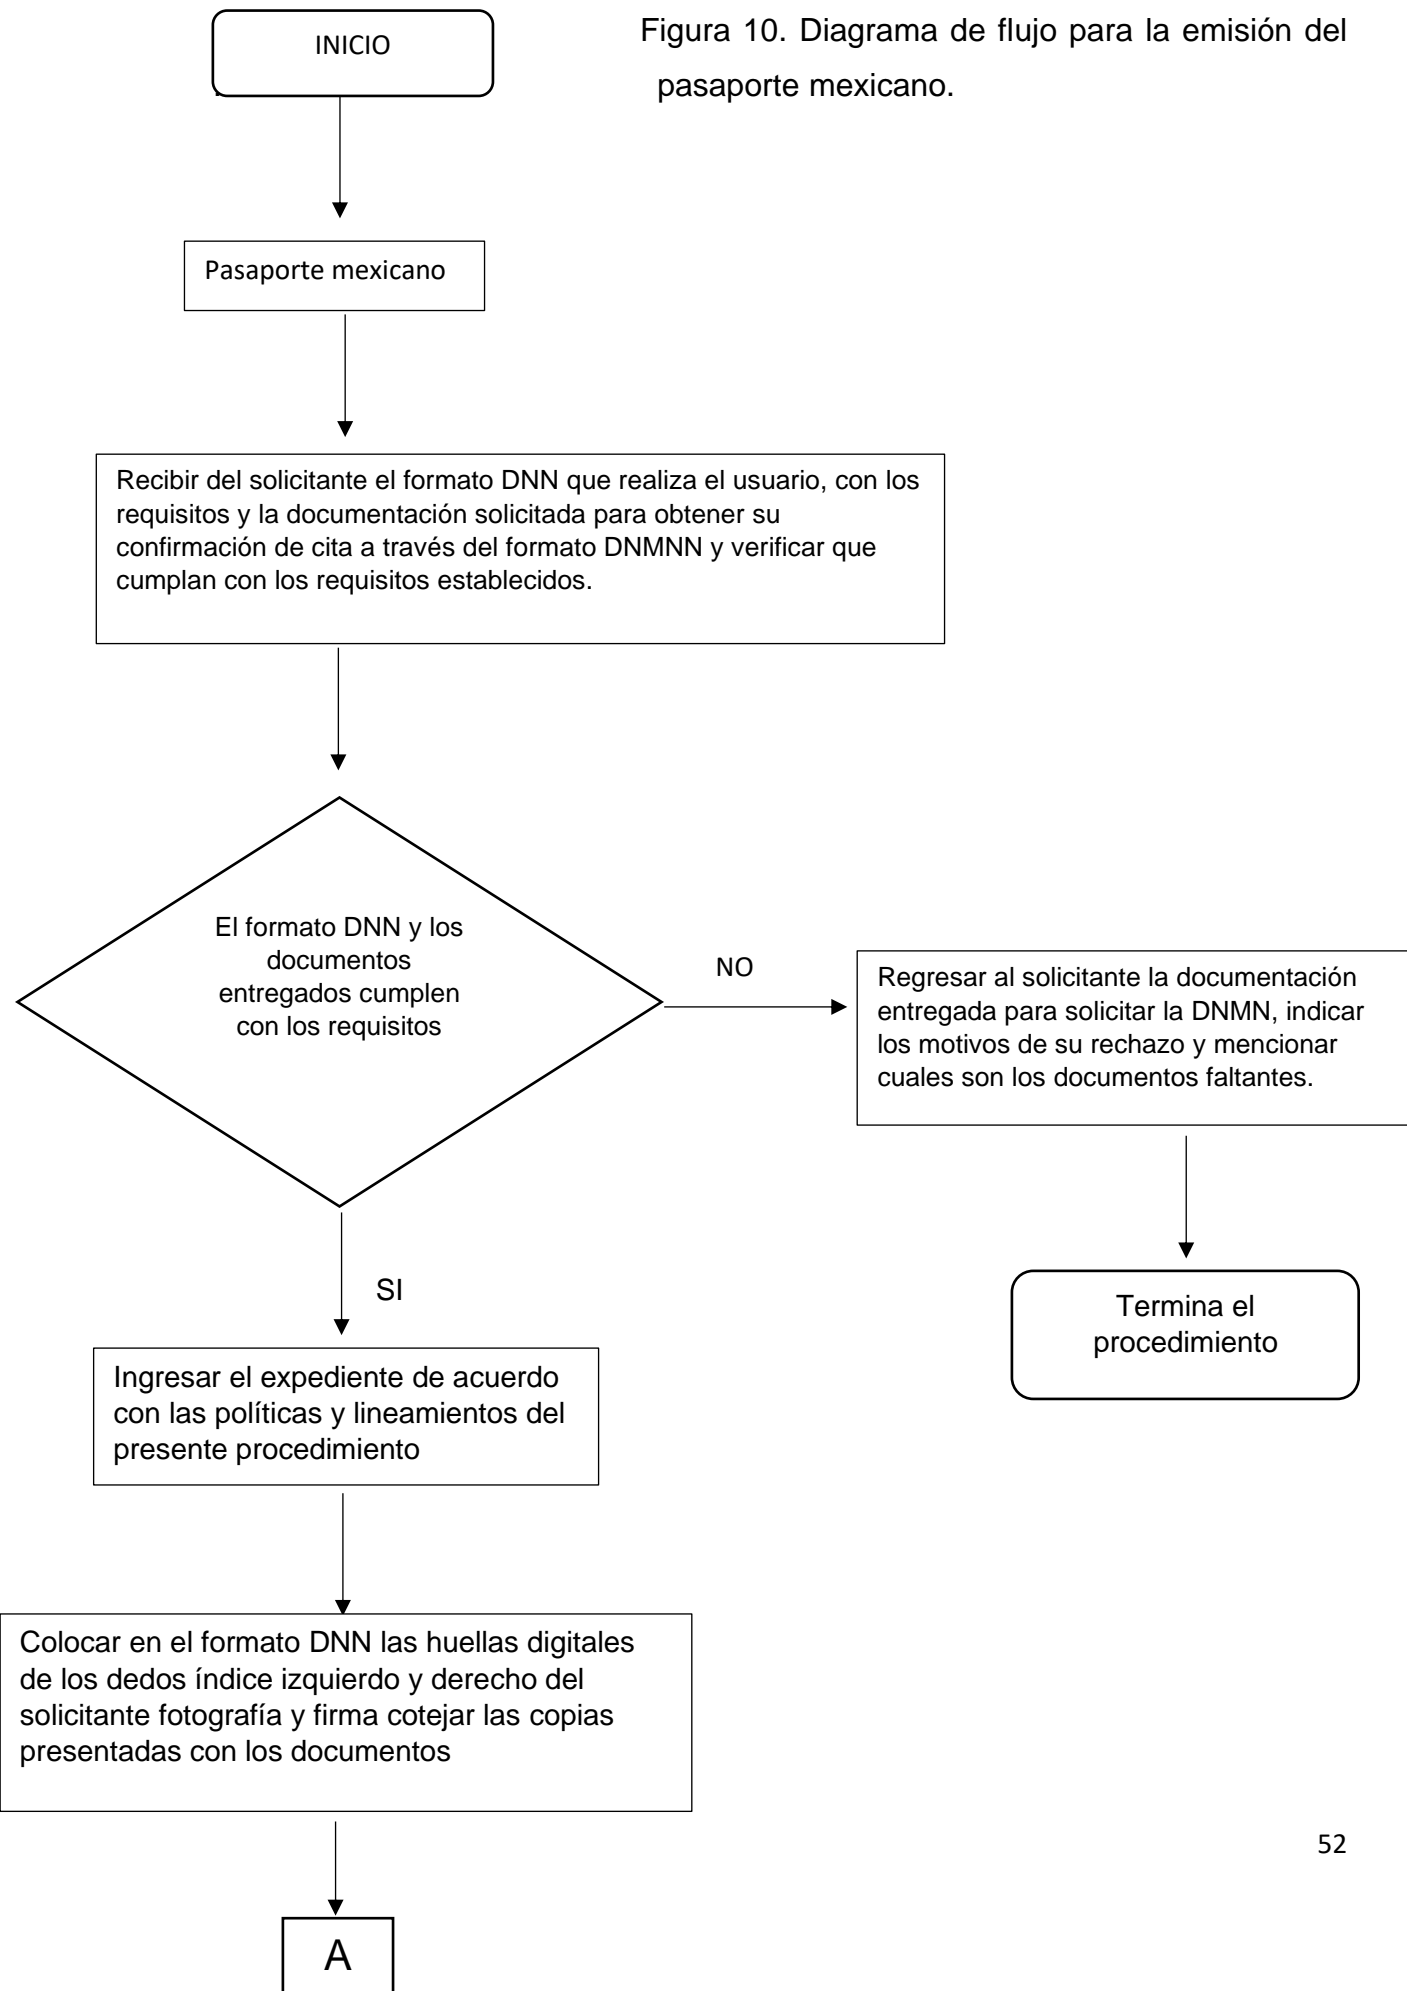 INICIO
Figura 10. Diagrama de flujo para la emisión del
pasaporte mexicano.
Pasaporte mexicano
Recibir del solicitante el formato DNN que realiza el usuario, con los
requisitos y la documentación solicitada para obtener su
confirmación de cita a través del formato DNMNN y verificar que
cumplan con los requisitos establecidos.
El formato DNN y los
documentos
entregados cumplen
con los requisitos
NO
Regresar al solicitante la documentación
entregada para solicitar la DNMN, indicar
los motivos de su rechazo y mencionar
cuales son los documentos faltantes.
SI
Termina el
procedimiento
Ingresar el expediente de acuerdo
con las políticas y lineamientos del
presente procedimiento
Colocar en el formato DNN las huellas digitales
de los dedos índice izquierdo y derecho del
solicitante fotografía y firma cotejar las copias
presentadas con los documentos
52
A